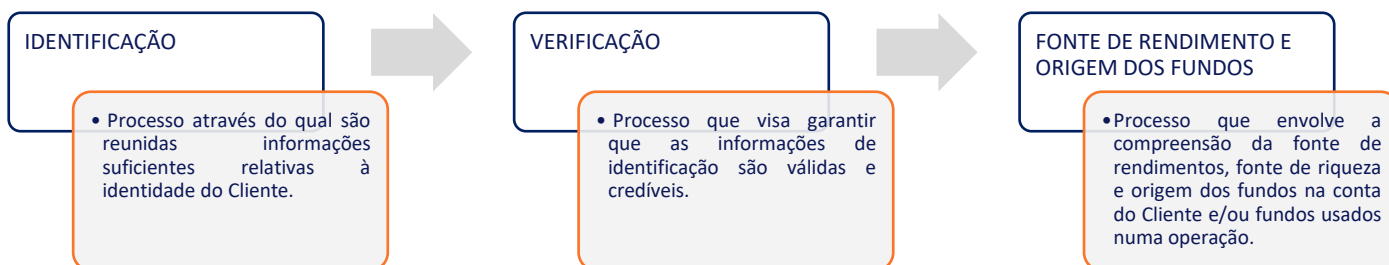 IDENTIFICAÇÃO
• Processo através do qual são
reunidas informações
suficientes relativas à
identidade do Cliente.
VERIFICAÇÃO
• Processo que visa garantir
que as informações de
identificação são válidas e
credíveis.
FONTE DE RENDIMENTO E
ORIGEM DOS FUNDOS
•Processo que envolve a
compreensão da fonte de
rendimentos, fonte de riqueza
e origem dos fundos na conta
do Cliente e/ou fundos usados
numa operação.